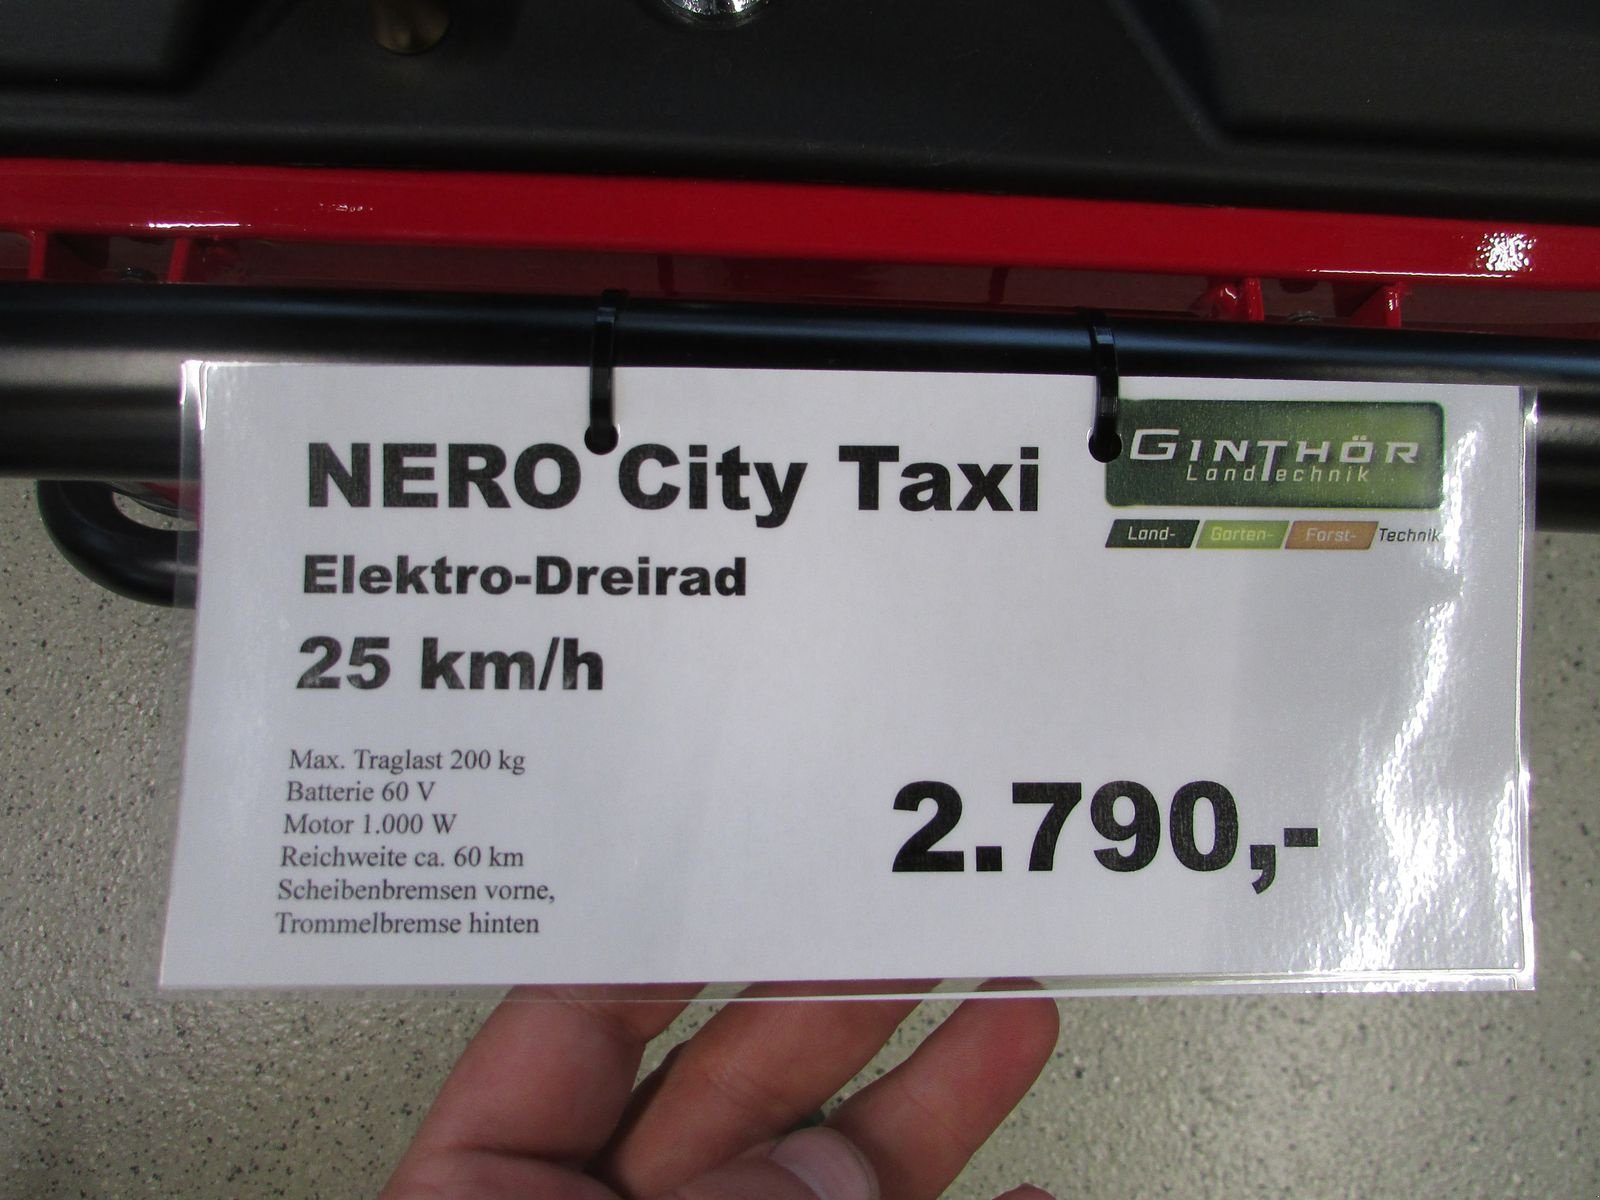 NERO City Taxi
GINTHÖR
LandTechnik
Land- Garten- Forst- Technik
Elektro-Dreirad
25 km/h
Max. Traglast 200 kg
Batterie 60 V
Motor 1.000 W
Reichweite ca. 60 km
Scheibenbremsen vorne,
Trommelbremse hinten
2.790,-